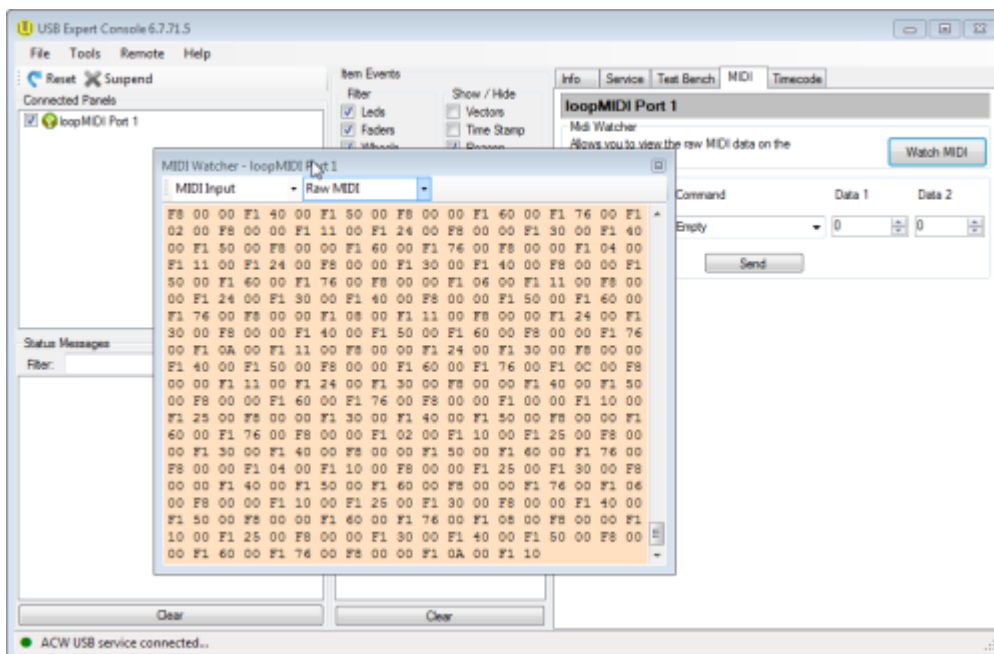 USB Expert Console 6.7.71.5
File Tools Remote Help
Reset Suspend
Connected Panels
loopMIDI Port 1
Item Events
Filter
Leds
Faders
Wheels
Show / Hide
Vectors
Time Stamp
Reason
Info Service Test Bench MIDI Timecode
loopMIDI Port 1
Midi Watcher
Allows you to view the raw MIDI data on the
Watch MIDI
Command Data 1 Data 2
Empty 0 0
Send
MIDI Watcher - loopMIDI Port 1
MIDI Input Raw MIDI
F8 00 00 F1 40 00 F1 50 00 F8 00 00 F1 60 00 F1 76 00 F1
02 00 F8 00 00 F1 11 00 F1 24 00 F8 00 00 F1 30 00 F1 40
00 F1 50 00 F8 00 00 F1 60 00 F1 76 00 F8 00 00 F1 04 00
F1 11 00 F1 24 00 F8 00 00 F1 30 00 F1 40 00 F8 00 00 F1
50 00 F1 60 00 F1 76 00 F8 00 00 F1 06 00 F1 11 00 F8 00
00 F1 24 00 F1 30 00 F1 40 00 F8 00 00 F1 50 00 F1 60 00
F1 76 00 F8 00 00 F1 08 00 F1 11 00 F8 00 00 F1 24 00 F1
30 00 F8 00 00 F1 40 00 F1 50 00 F1 60 00 F8 00 00 F1 76
00 F1 0A 00 F1 11 00 F8 00 00 F1 24 00 F1 30 00 F8 00 00
F1 40 00 F1 50 00 F8 00 00 F1 60 00 F1 76 00 F1 0C 00 F8
00 00 F1 11 00 F1 24 00 F1 30 00 F8 00 00 F1 40 00 F1 50
00 F8 00 00 F1 60 00 F1 76 00 F8 00 00 F1 00 00 F1 10 00
F1 25 00 F8 00 00 F1 30 00 F1 40 00 F1 50 00 F8 00 00 F1
60 00 F1 76 00 F8 00 00 F1 02 00 F1 10 00 F1 25 00 F8 00
00 F1 30 00 F1 40 00 F8 00 00 F1 50 00 F1 60 00 F1 76 00
F8 00 00 F1 04 00 F1 10 00 F8 00 00 F1 25 00 F1 30 00 F8
00 00 F1 40 00 F1 50 00 F1 60 00 F8 00 00 F1 76 00 F1 06
00 F8 00 00 F1 10 00 F1 25 00 F1 30 00 F8 00 00 F1 40 00
F1 50 00 F8 00 00 F1 60 00 F1 76 00 F1 08 00 F8 00 00 F1
10 00 F1 25 00 F8 00 00 F1 30 00 F1 40 00 F1 50 00 F8 00
00 F1 60 00 F1 76 00 F8 00 00 F1 0A 00 F1 10
Status Messages
Filter:
Clear
Clear
ACW USB service connected...